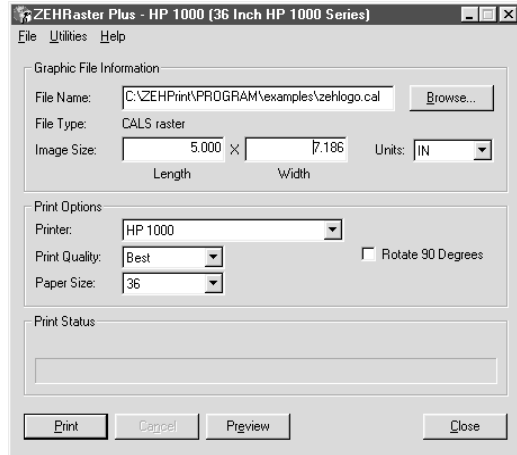 ZEHRaster Plus - HP 1000 (36 Inch HP 1000 Series)
File Utilities Help
Graphic File Information
File Name: C:\ZEHPrint\PROGRAM\examples\zehlogo.cal Browse...
File Type: CALS raster
Image Size: 5.000 X 7.186 Units: IN
Length Width
Print Options
Printer: HP 1000
Print Quality: Best Rotate 90 Degrees
Paper Size: 36
Print Status
Print Cancel Preview Close